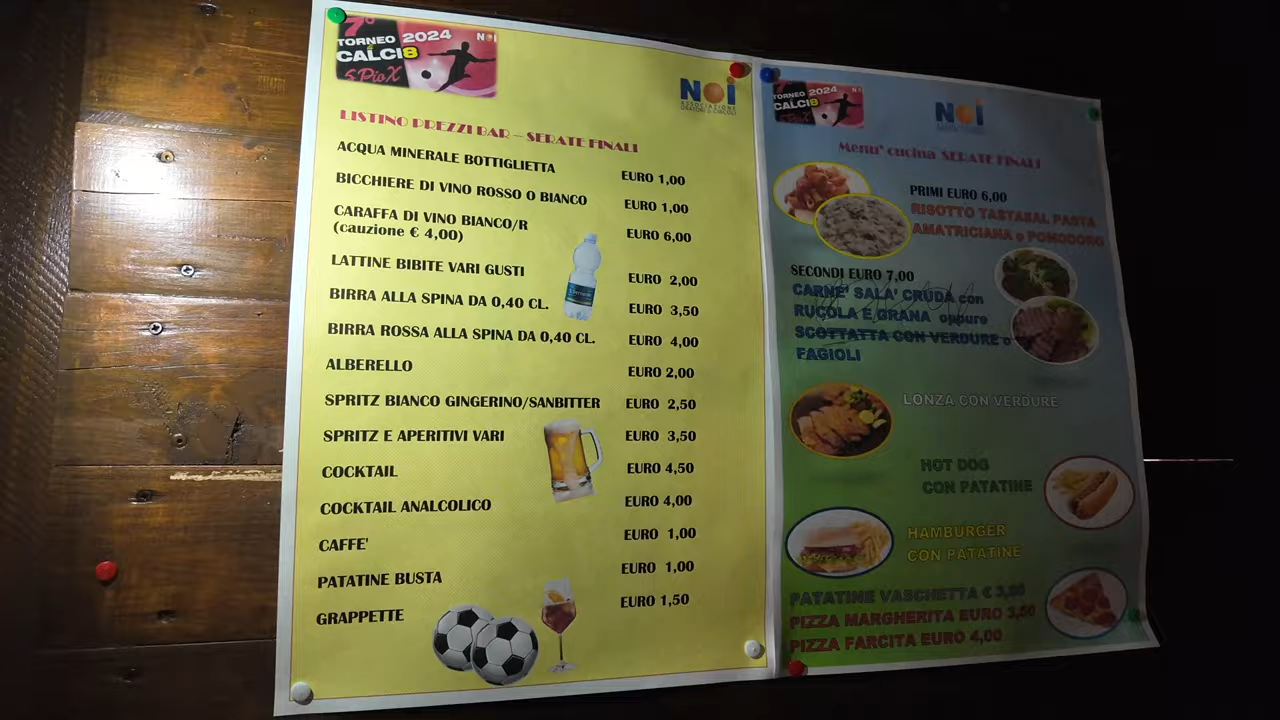 7°
TORNEO 2024
di CALCI8
S.Pio X
NOI
NOI
ASSOCIAZIONE
ORATORI E CIRCOLI
LISTINO PREZZI BAR – SERATE FINALI
ACQUA MINERALE BOTTIGLIETTA EURO 1,00
BICCHIERE DI VINO ROSSO O BIANCO EURO 1,00
CARAFFA DI VINO BIANCO/R EURO 6,00
(cauzione € 4,00)
LATTINE BIBITE VARI GUSTI EURO 2,00
BIRRA ALLA SPINA DA 0,40 CL. EURO 3,50
BIRRA ROSSA ALLA SPINA DA 0,40 CL. EURO 4,00
ALBERELLO EURO 2,00
SPRITZ BIANCO GINGERINO/SANBITTER EURO 2,50
SPRITZ E APERITIVI VARI EURO 3,50
COCKTAIL EURO 4,50
COCKTAIL ANALCOLICO EURO 4,00
CAFFE' EURO 1,00
PATATINE BUSTA EURO 1,00
GRAPPETTE EURO 1,50
TORNEO 2024
CALCI8
NOI
Menu' cucina SERATE FINALI
PRIMI EURO 6,00
RISOTTO TASTASAL PASTA
AMATRICIANA o POMODORO
SECONDI EURO 7,00
CARNE' SALA' CRUDA con
RUCOLA E GRANA oppure
SCOTTATTA CON VERDURE o
FAGIOLI
LONZA CON VERDURE
HOT DOG
CON PATATINE
HAMBURGER
CON PATATINE
PATATINE VASCHETTA € 3,00
PIZZA MARGHERITA EURO 3,50
PIZZA FARCITA EURO 4,00